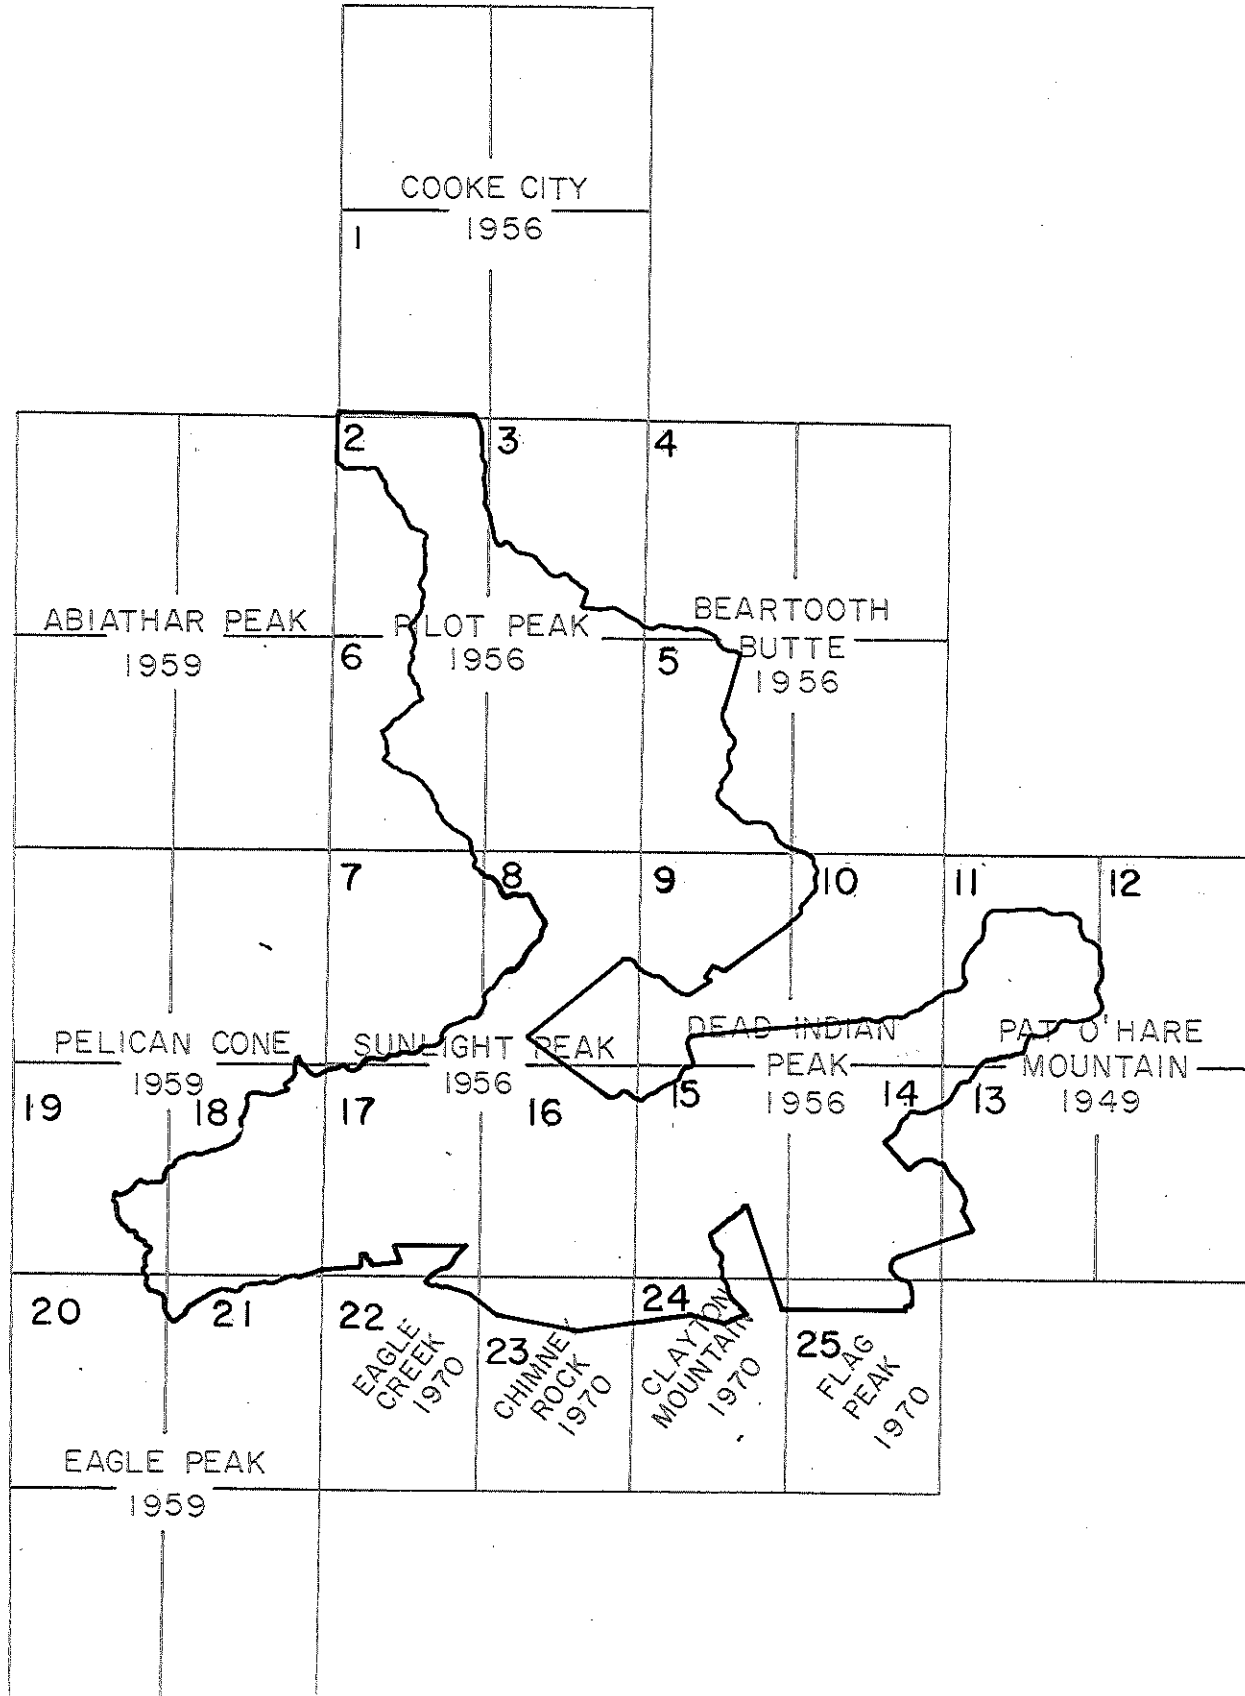 COOKE CITY
1956
1
2
3
4
ABIATHAR PEAK
1959
PILOT PEAK
1956
BEARTOOTH
BUTTE
1956
6
5
7
8
9
10
11
12
PELICAN CONE
1959
SUNLIGHT PEAK
1956
DEAD INDIAN
PEAK
1956
PAT O'HARE
MOUNTAIN
1949
19
18
17
16
15
14
13
20
21
22
23
24
25
EAGLE
CREEK
1970
CHIMNEY
ROCK
1970
CLAYTON
MOUNTAIN
1970
FLAG
PEAK
1970
EAGLE PEAK
1959